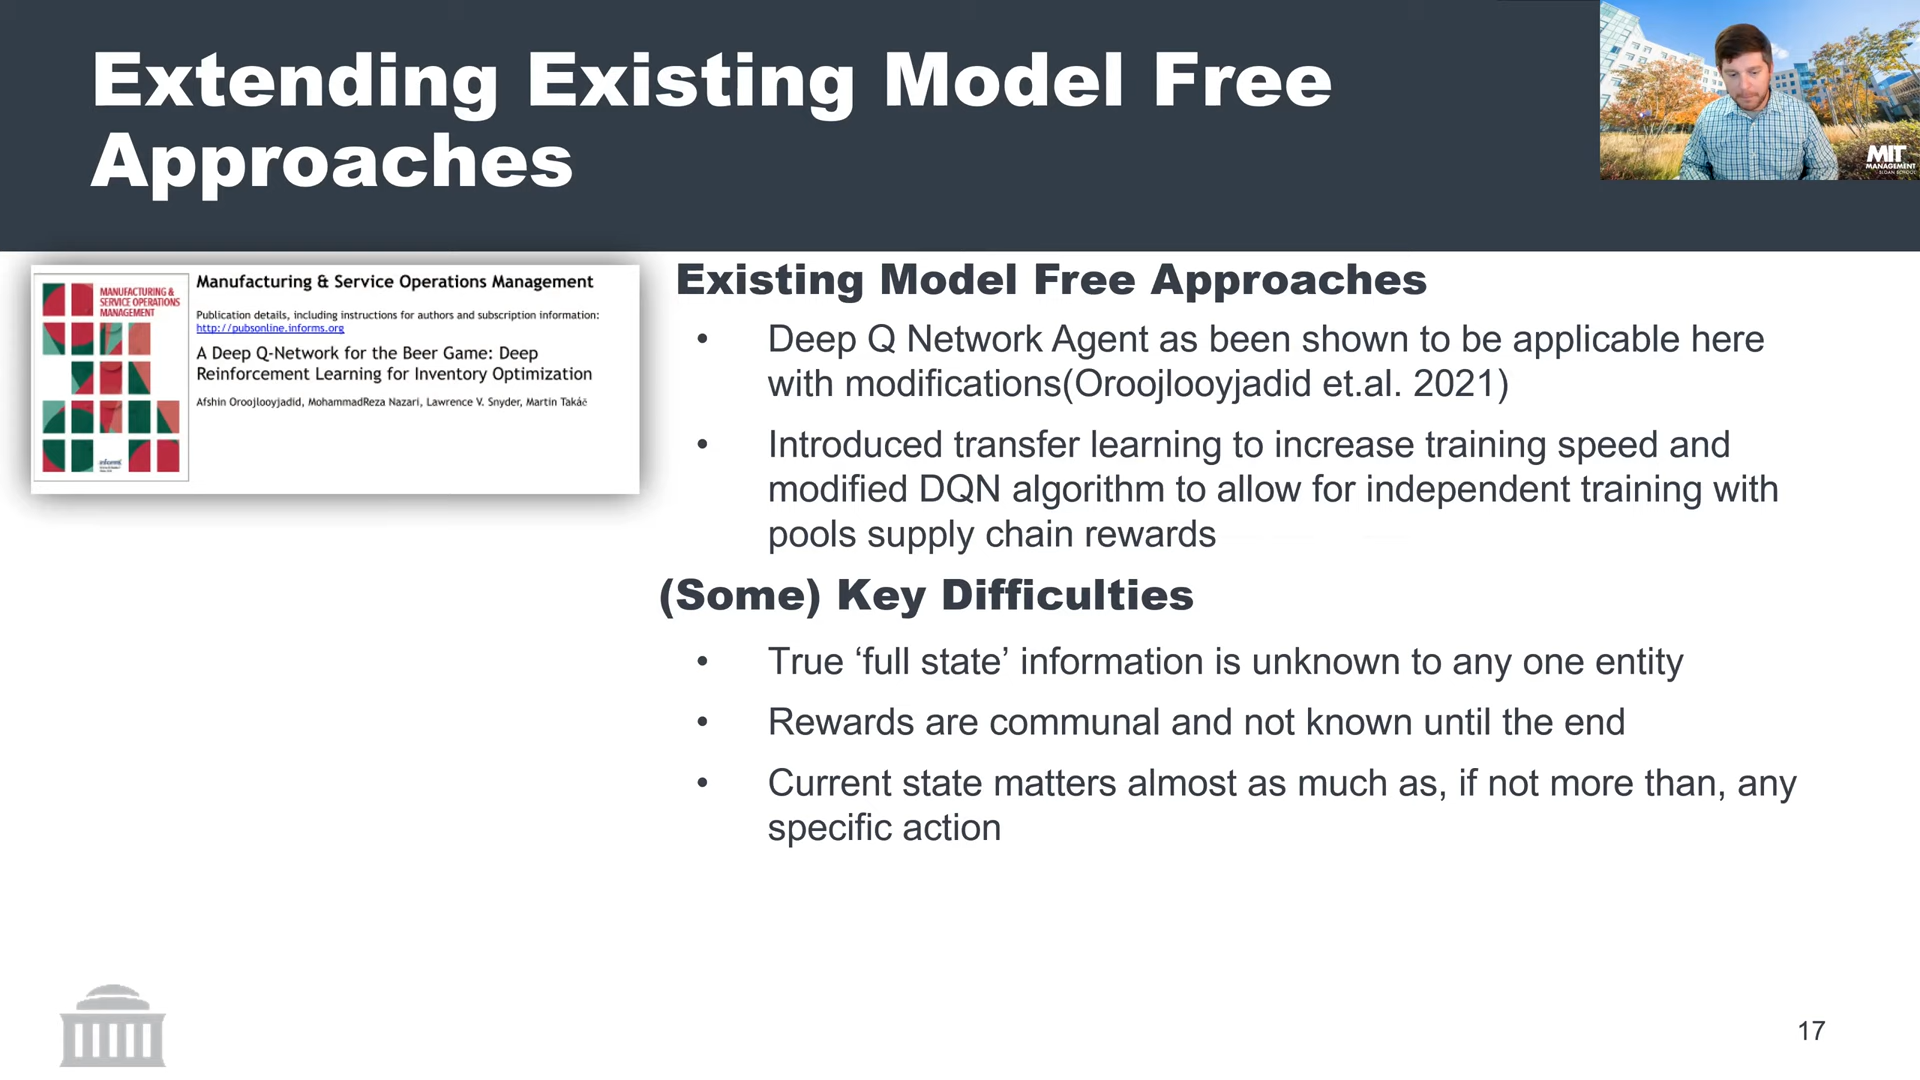 Extending Existing Model Free
Approaches
MIT
MANAGEMENT
SLOAN SCHOOL
MANUFACTURING &
SERVICE OPERATIONS
MANAGEMENT
informs
Manufacturing & Service Operations Management
Publication details, including instructions for authors and subscription information:
http://pubsonline.informs.org
A Deep Q-Network for the Beer Game: Deep
Reinforcement Learning for Inventory Optimization
Afshin Oroojlooyjadid, MohammadReza Nazari, Lawrence V. Snyder, Martin Takáč
Existing Model Free Approaches
• Deep Q Network Agent as been shown to be applicable here
with modifications(Oroojlooyjadid et.al. 2021)
• Introduced transfer learning to increase training speed and
modified DQN algorithm to allow for independent training with
pools supply chain rewards
(Some) Key Difficulties
• True ‘full state’ information is unknown to any one entity
• Rewards are communal and not known until the end
• Current state matters almost as much as, if not more than, any
specific action
17